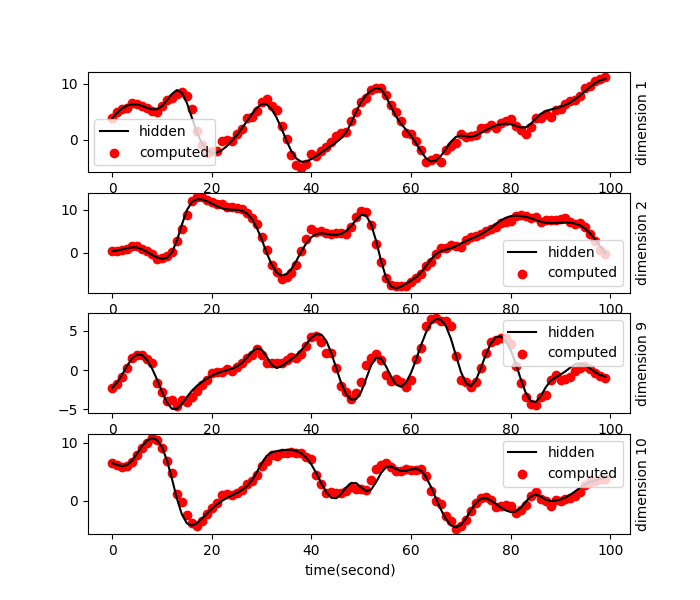 10
0
hidden
computed
dimension 1
0 20 40 60 80 100
10
0
hidden
computed
dimension 2
0 20 40 60 80 100
5
0
−5
hidden
computed
dimension 9
0 20 40 60 80 100
10
0
hidden
computed
dimension 10
0 20 40 60 80 100
time(second)